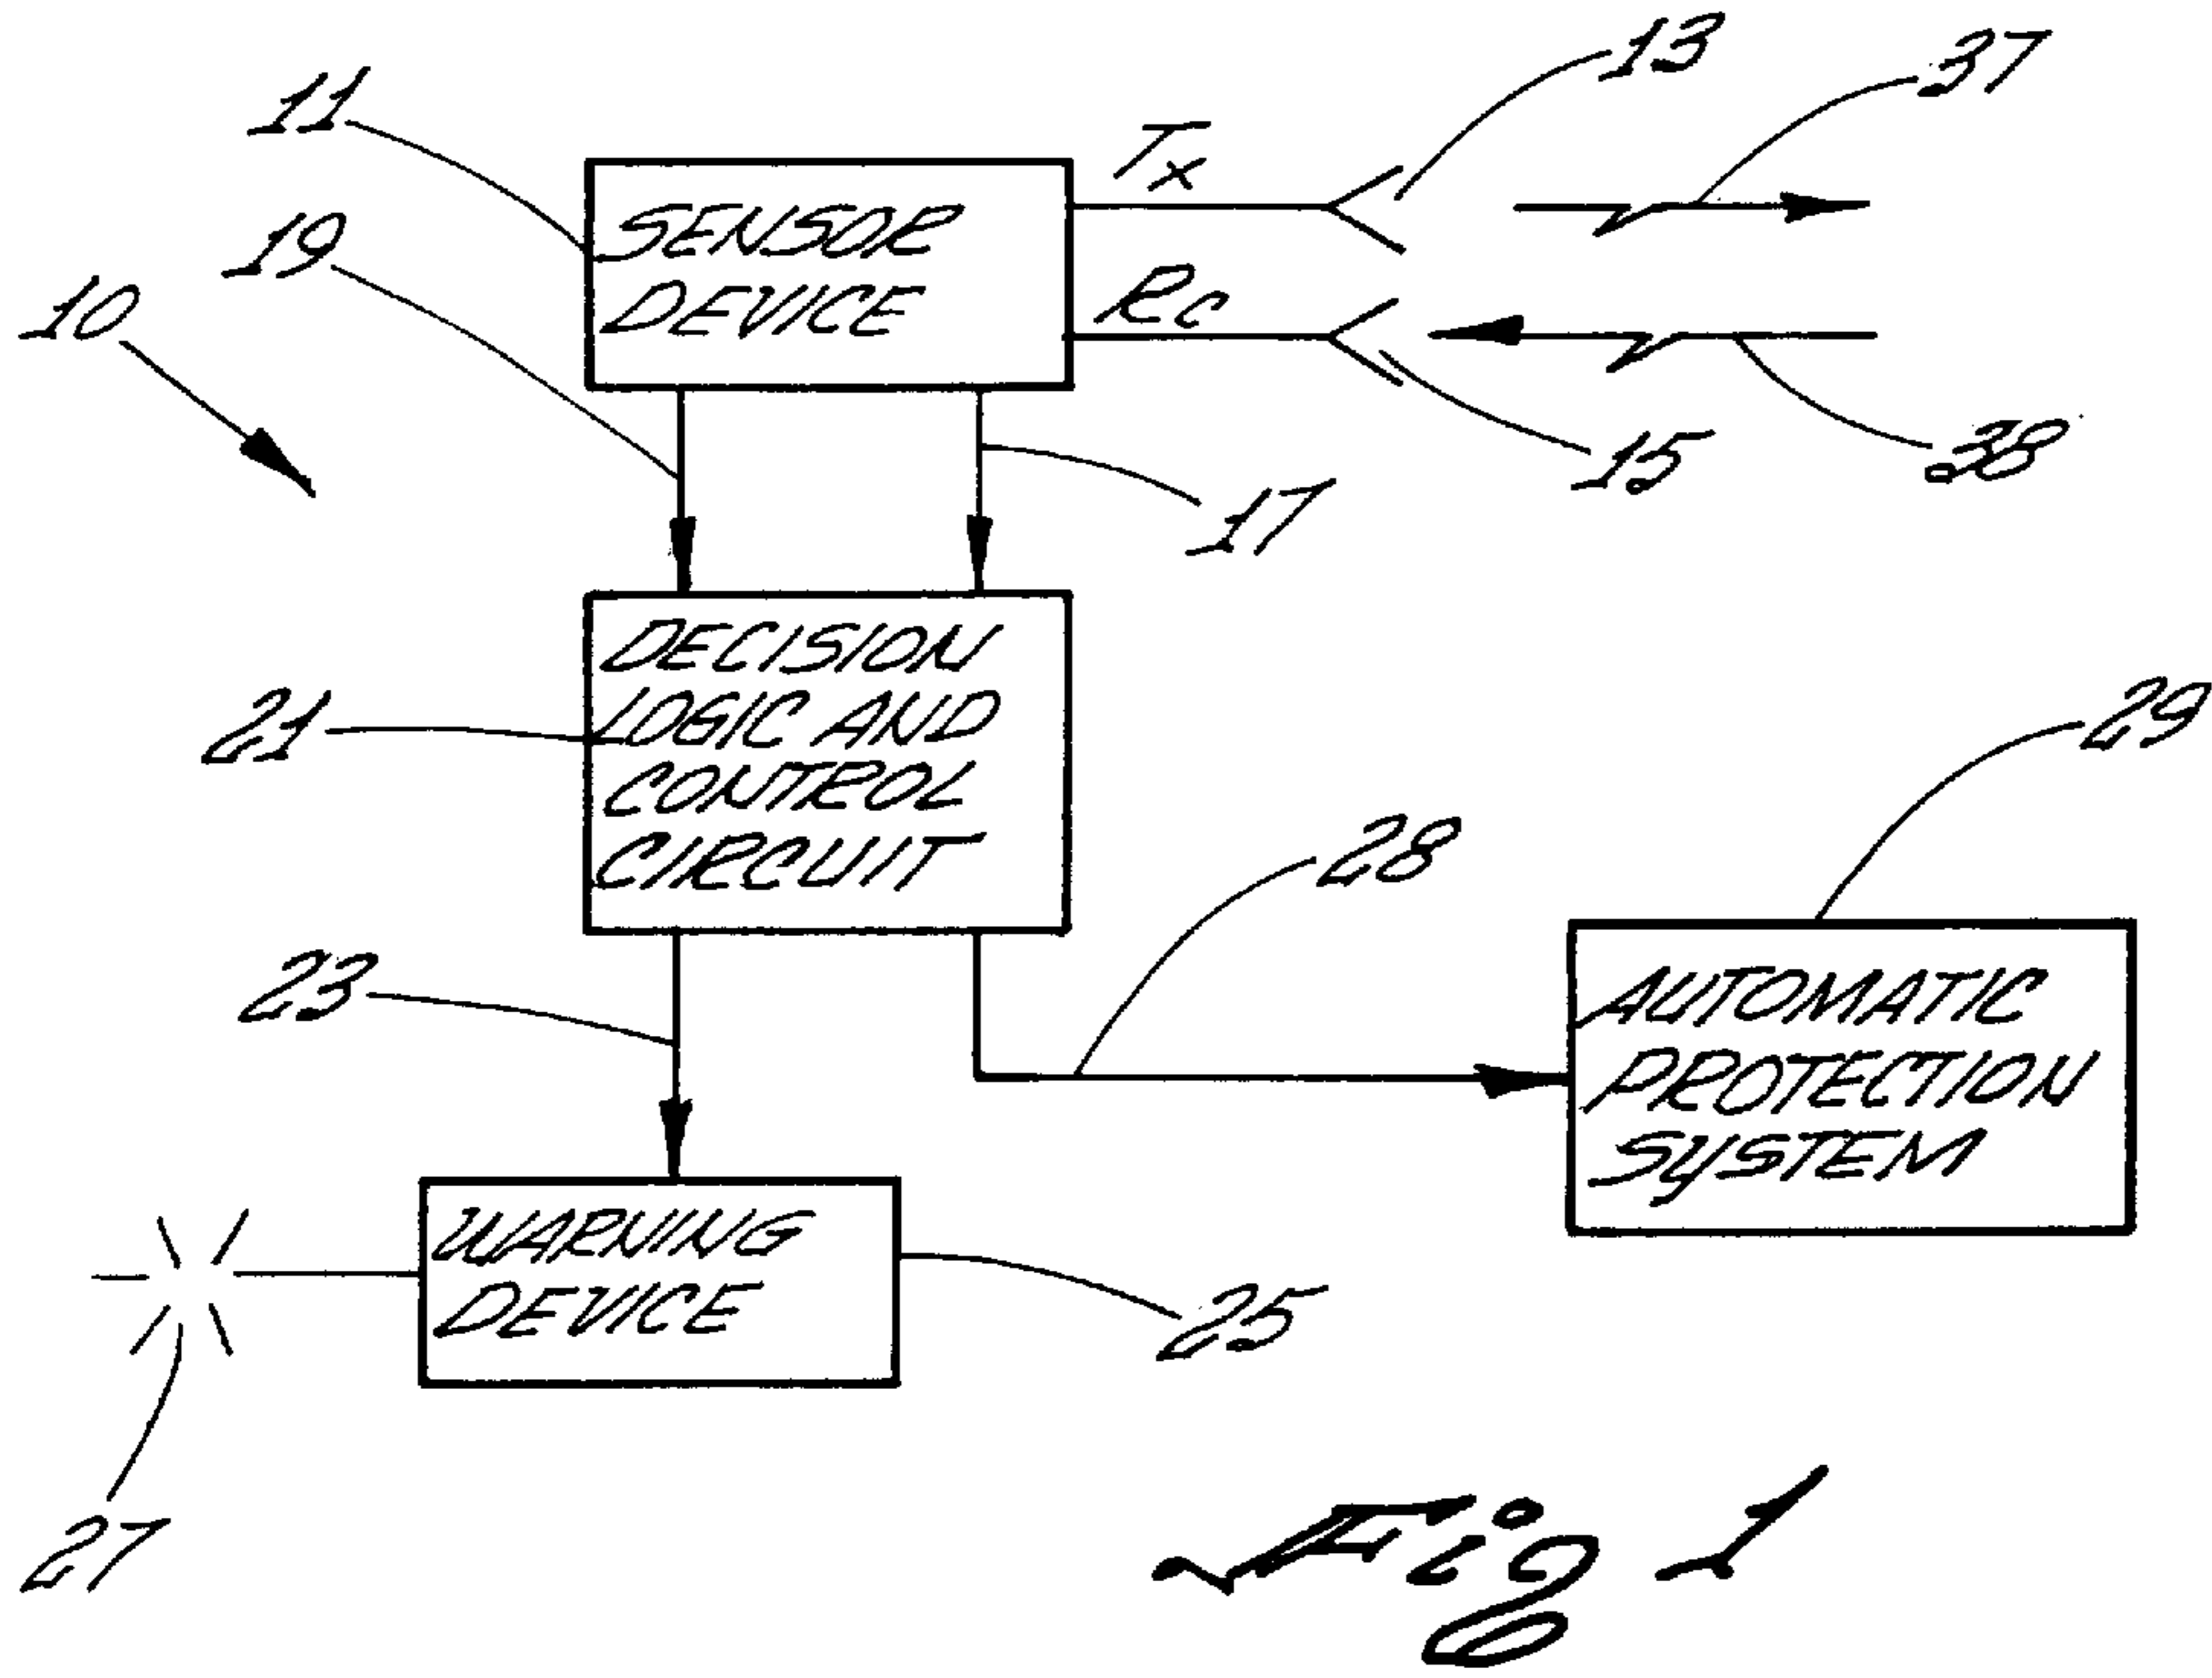 13
37
11
Tx
SENSOR
DEVICE
19
10
Rc
15
38
17
DECISION
LOGIC AND
CONTROL
CIRCUIT
21
29
28
23
AUTOMATIC
PROTECTION
SYSTEM
WARNING
DEVICE
25
27
Fig 1